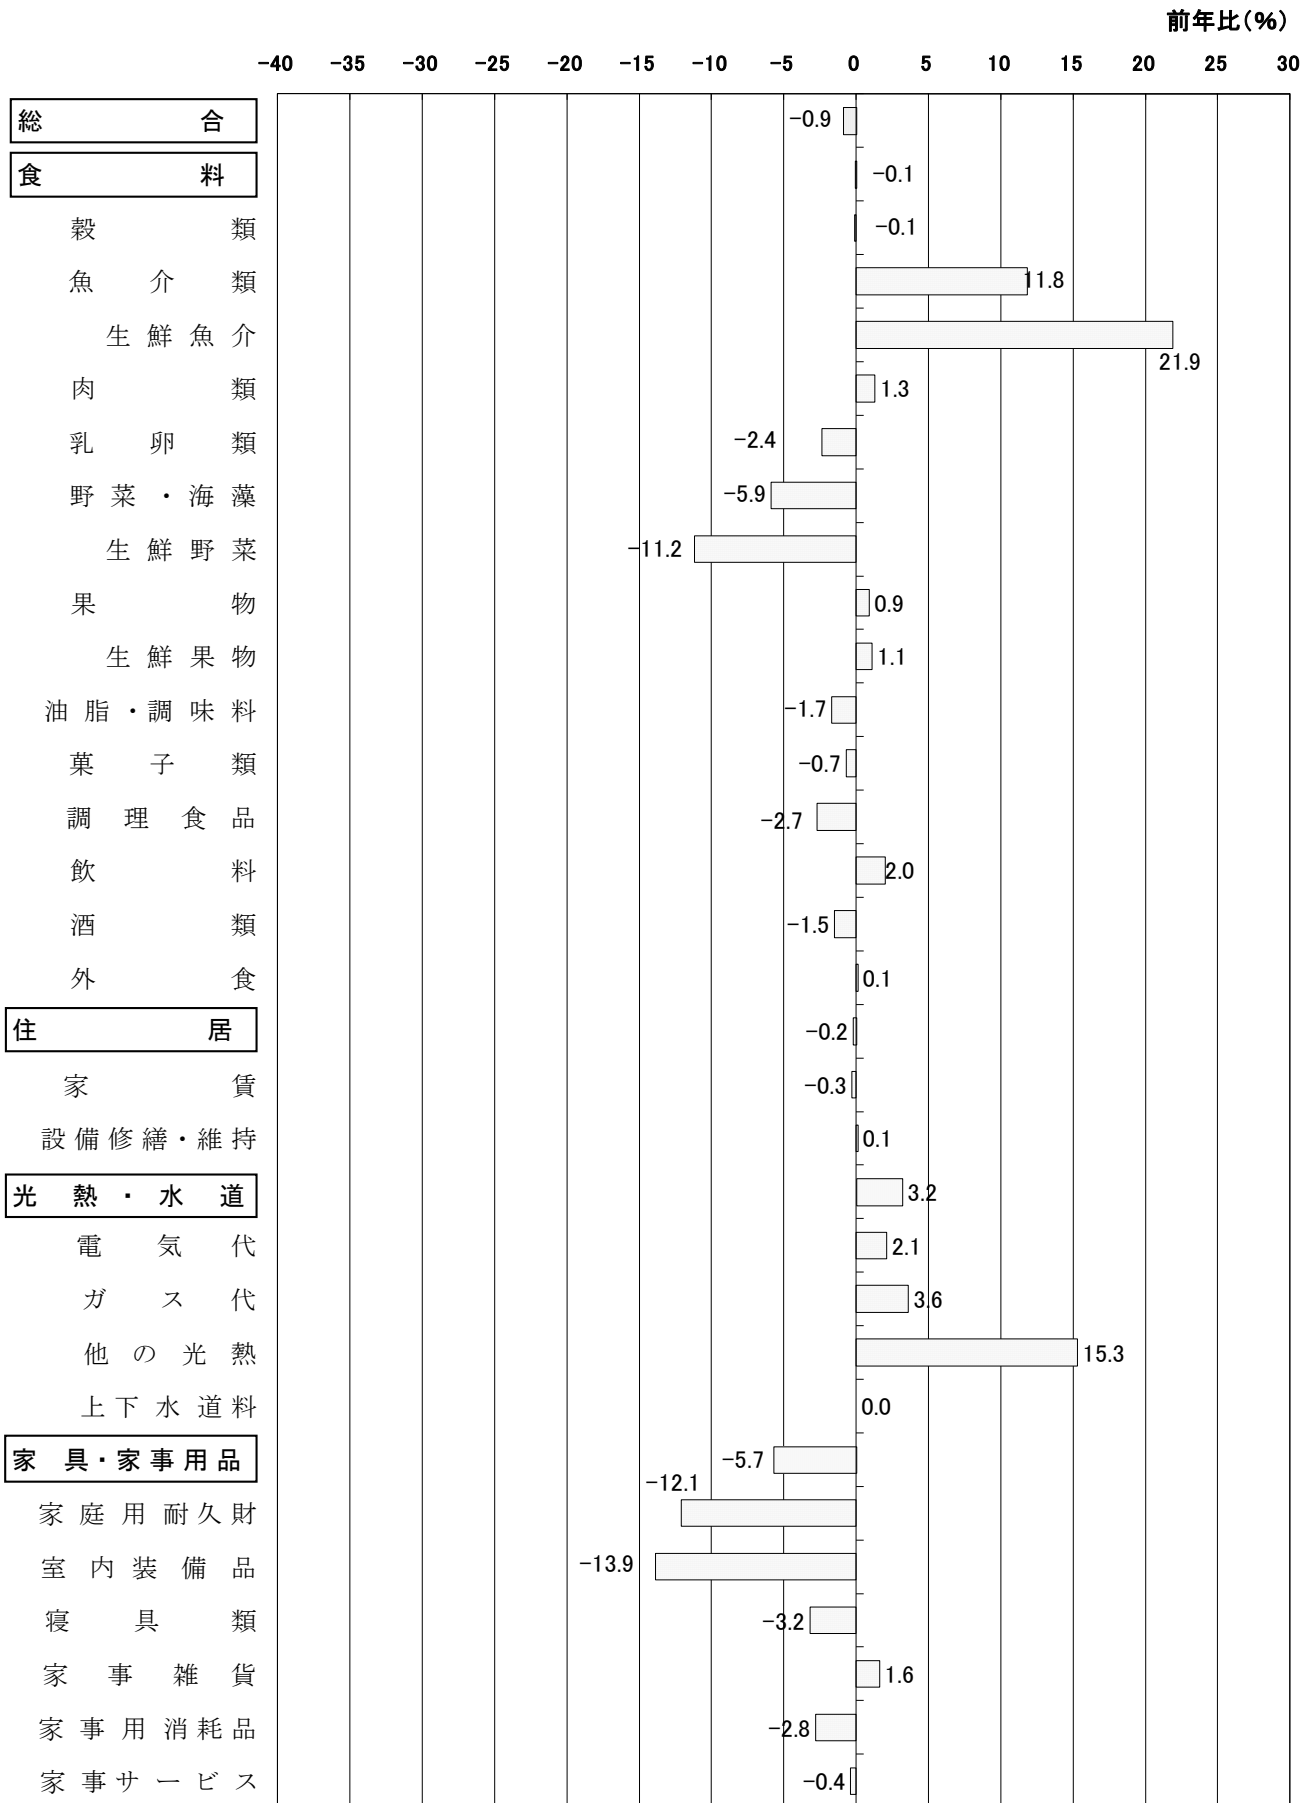 前年比(%)
-40 -35 -30 -25 -20 -15 -10 -5 0 5 10 15 20 25 30
総合 -0.9
食料 -0.1
穀類 -0.1
魚介類 11.8
生鮮魚介 21.9
肉類 1.3
乳卵類 -2.4
野菜・海藻 -5.9
生鮮野菜 -11.2
果物 0.9
生鮮果物 1.1
油脂・調味料 -1.7
菓子類 -0.7
調理食品 -2.7
飲料 2.0
酒類 -1.5
外食 0.1
住居 -0.2
家賃 -0.3
設備修繕・維持 0.1
光熱・水道 3.2
電気代 2.1
ガス代 3.6
他の光熱 15.3
上下水道料 0.0
家具・家事用品 -5.7
家庭用耐久財 -12.1
室内装備品 -13.9
寝具類 -3.2
家事雑貨 1.6
家事用消耗品 -2.8
家事サービス -0.4